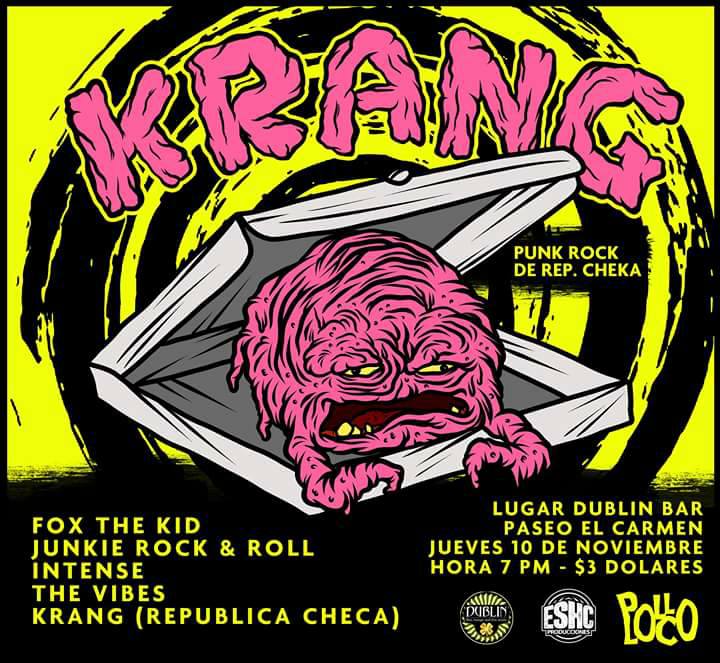 KRANG
PUNK ROCK
DE REP. CHEKA
FOX THE KID
JUNKIE ROCK & ROLL
INTENSE
THE VIBES
KRANG (REPUBLICA CHECA)
LUGAR DUBLIN BAR
PASEO EL CARMEN
JUEVES 10 DE NOVIEMBRE
HORA 7 PM - $3 DOLARES
DUBLIN
ESHC
PRODUCCIONES
POLLO